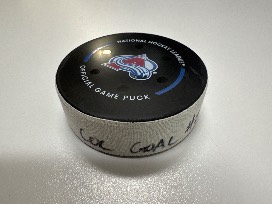 NATIONAL HOCKEY LEAGUE
OFFICIAL GAME PUCK
COL GOAL